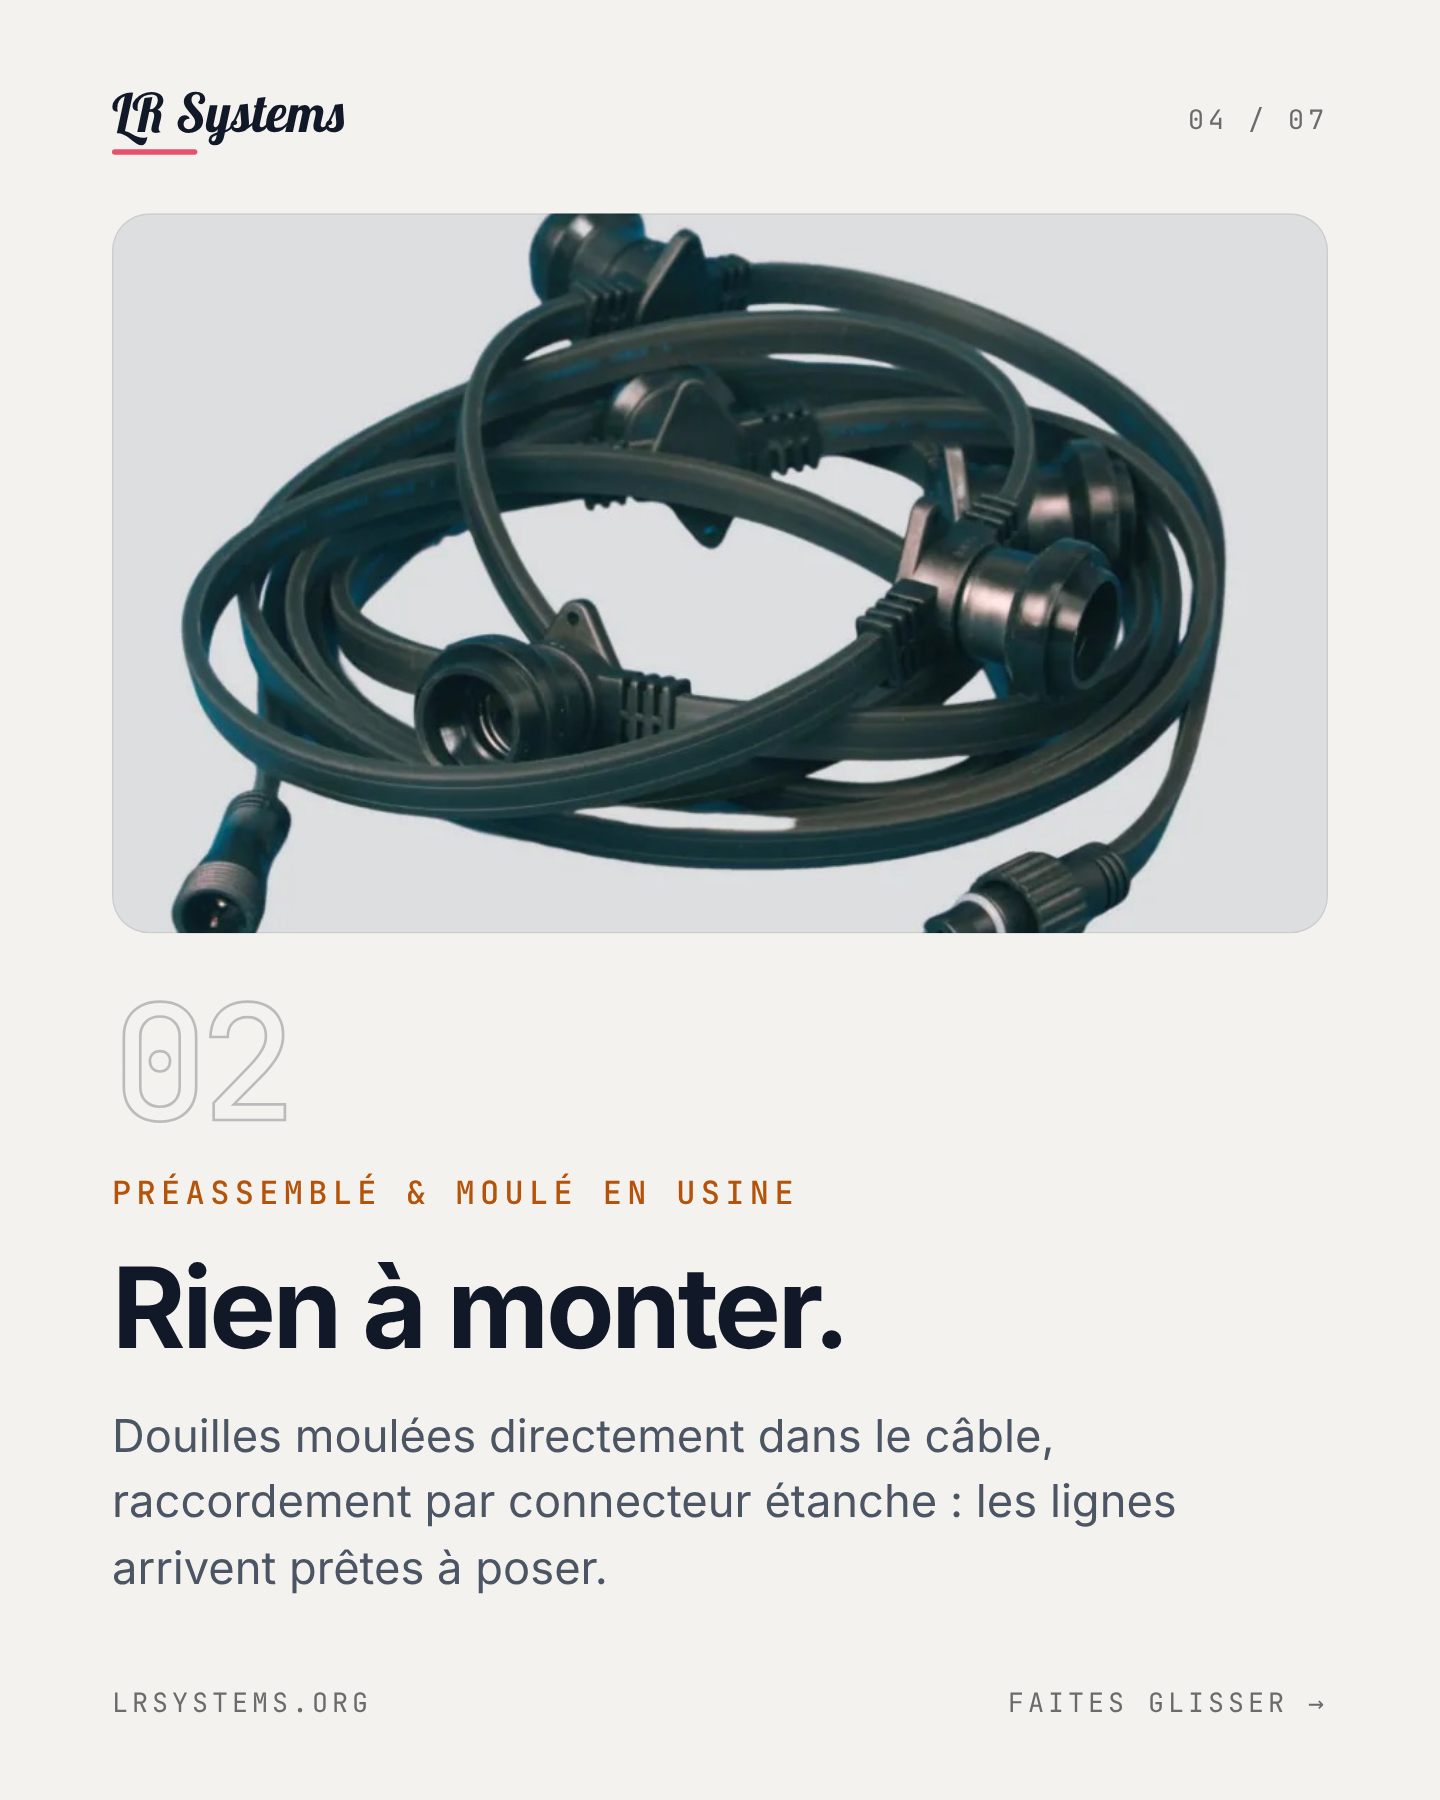 LR Systems
04 / 07
02
PRÉASSEMBLÉ & MOULÉ EN USINE
Rien à monter.
Douilles moulées directement dans le câble,
raccordement par connecteur étanche : les lignes
arrivent prêtes à poser.
LRSYSTEMS.ORG
FAITES GLISSER →